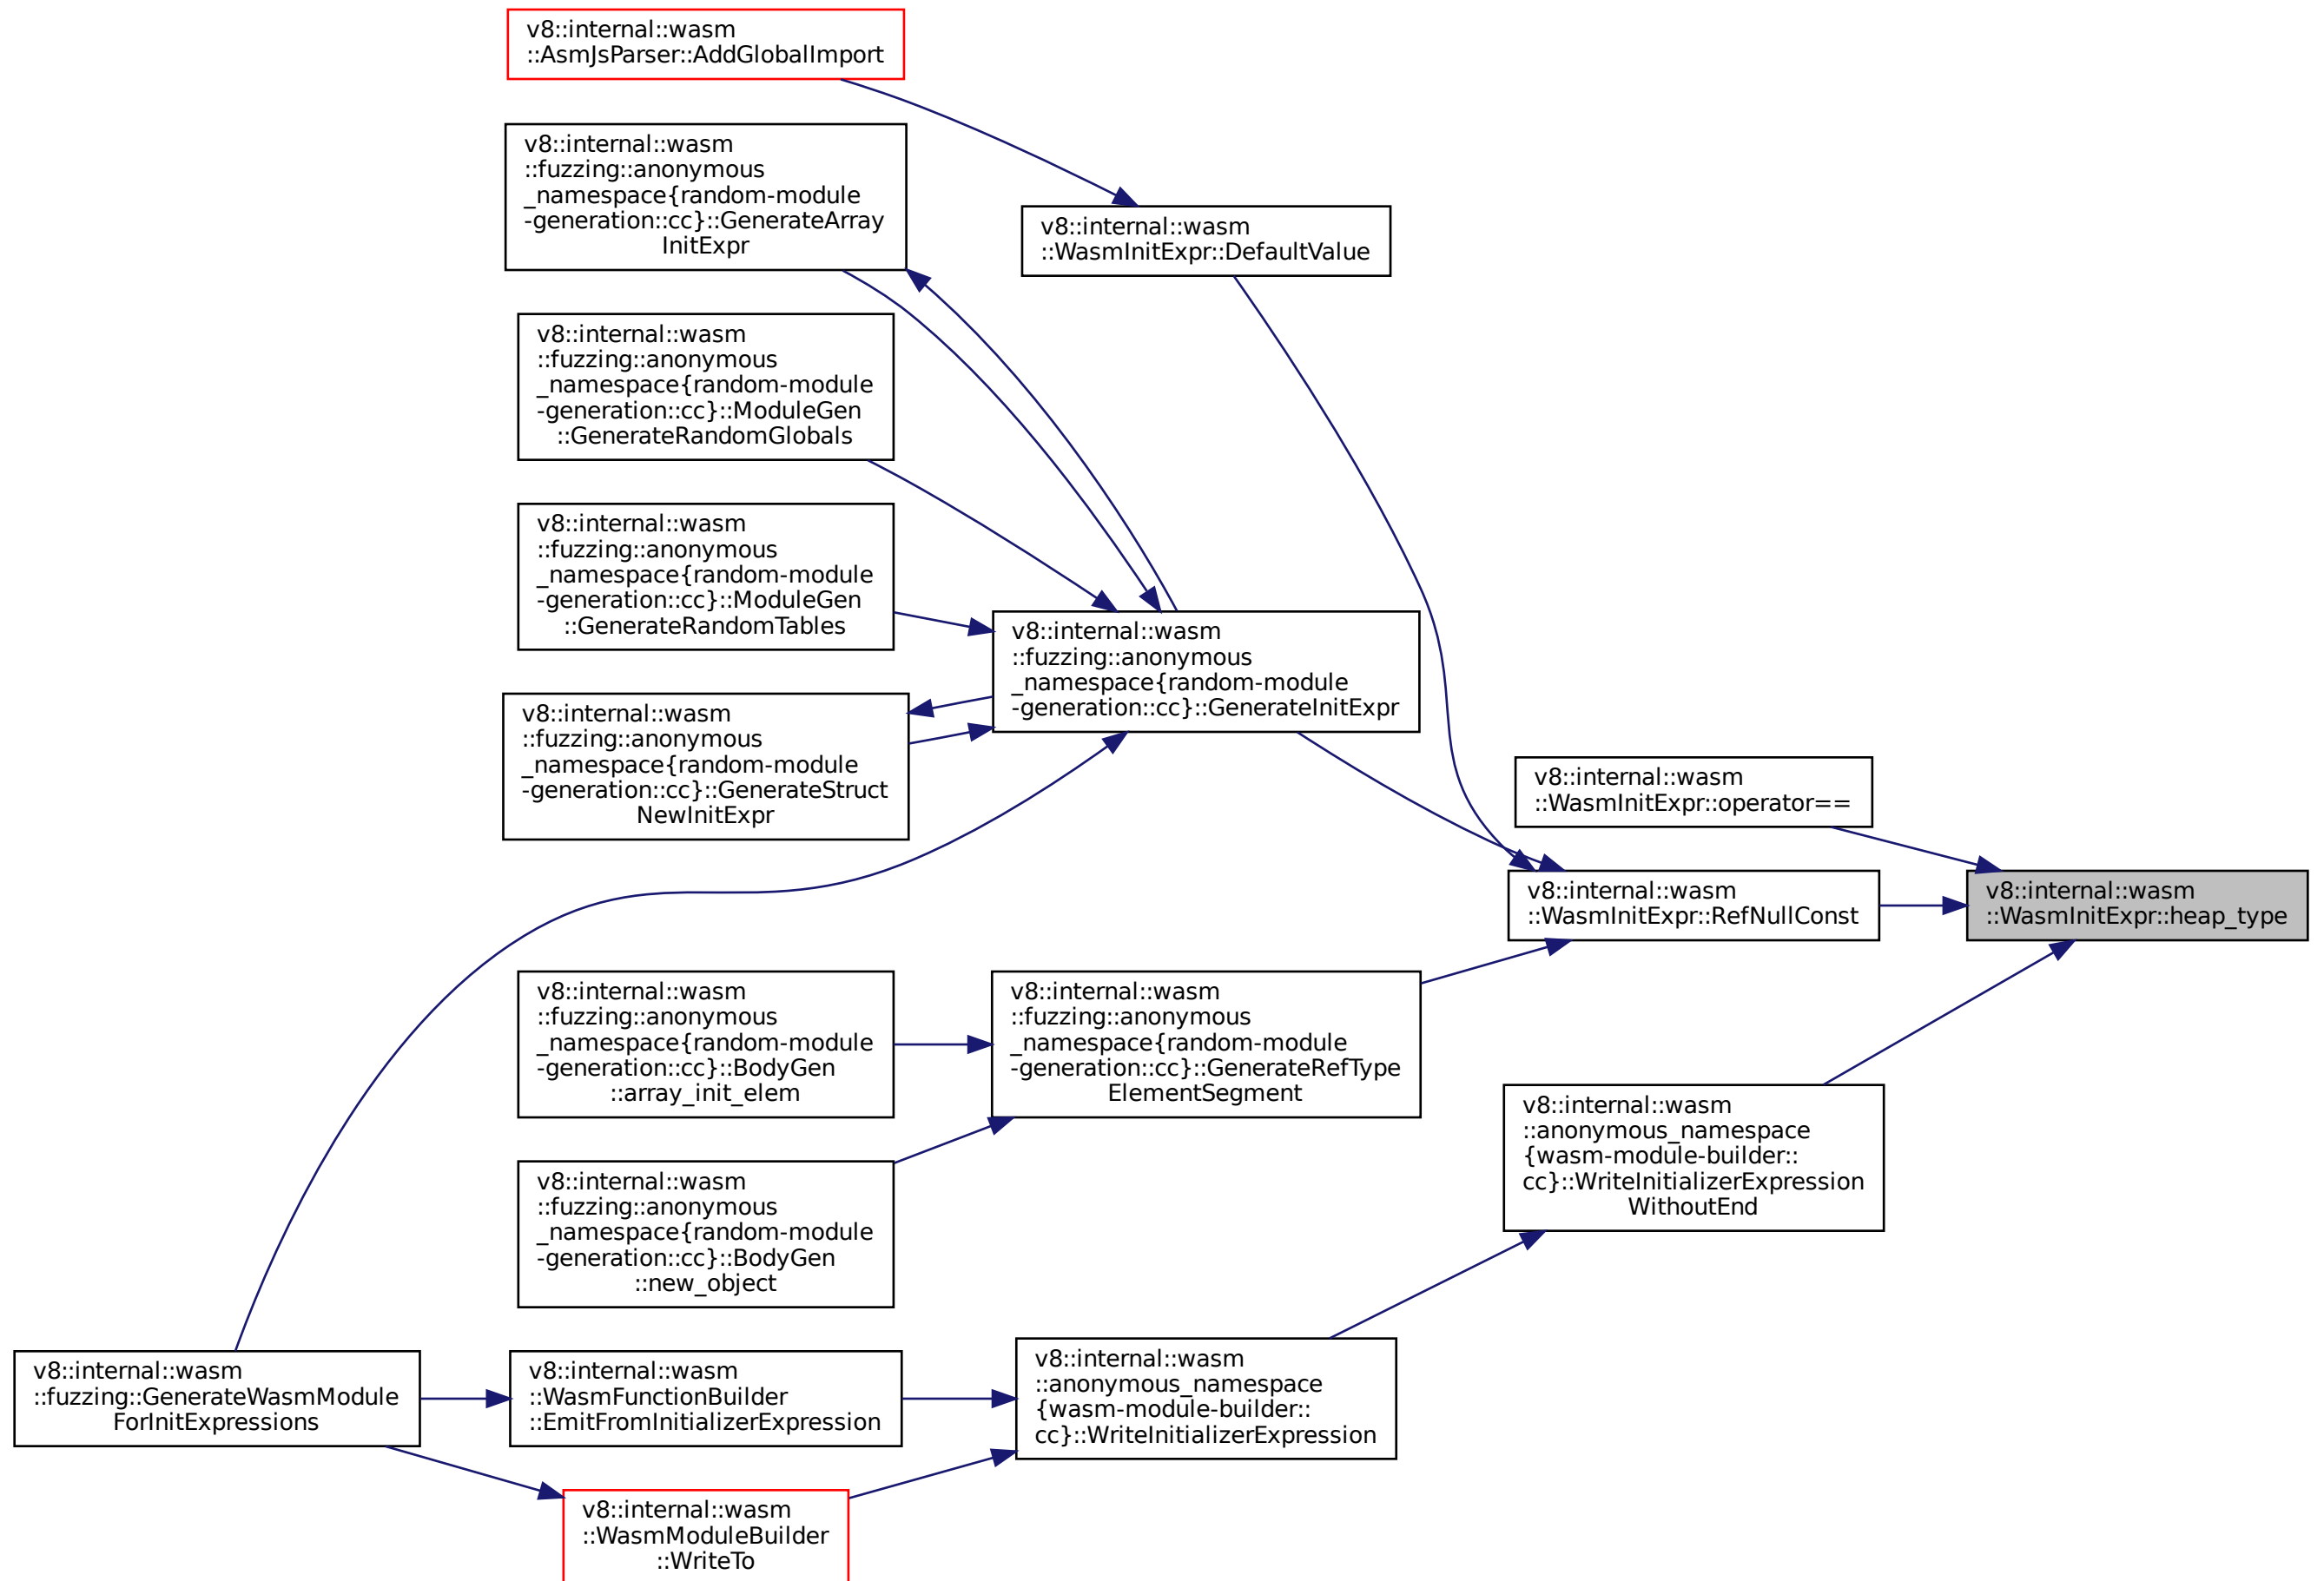 v8::internal::wasm
::AsmJsParser::AddGlobalImport
v8::internal::wasm
::fuzzing::anonymous
_namespace{random-module
-generation::cc}::GenerateArray
InitExpr
v8::internal::wasm
::WasmInitExpr::DefaultValue
v8::internal::wasm
::fuzzing::anonymous
_namespace{random-module
-generation::cc}::ModuleGen
::GenerateRandomGlobals
v8::internal::wasm
::fuzzing::anonymous
_namespace{random-module
-generation::cc}::ModuleGen
::GenerateRandomTables
v8::internal::wasm
::fuzzing::anonymous
_namespace{random-module
-generation::cc}::GenerateInitExpr
v8::internal::wasm
::fuzzing::anonymous
_namespace{random-module
-generation::cc}::GenerateStruct
NewInitExpr
v8::internal::wasm
::WasmInitExpr::operator==
v8::internal::wasm
::WasmInitExpr::RefNullConst
v8::internal::wasm
::WasmInitExpr::heap_type
v8::internal::wasm
::fuzzing::anonymous
_namespace{random-module
-generation::cc}::BodyGen
::array_init_elem
v8::internal::wasm
::fuzzing::anonymous
_namespace{random-module
-generation::cc}::GenerateRefType
ElementSegment
v8::internal::wasm
::anonymous_namespace
{wasm-module-builder::
cc}::WriteInitializerExpression
WithoutEnd
v8::internal::wasm
::fuzzing::anonymous
_namespace{random-module
-generation::cc}::BodyGen
::new_object
v8::internal::wasm
::fuzzing::GenerateWasmModule
ForInitExpressions
v8::internal::wasm
::WasmFunctionBuilder
::EmitFromInitializerExpression
v8::internal::wasm
::anonymous_namespace
{wasm-module-builder::
cc}::WriteInitializerExpression
v8::internal::wasm
::WasmModuleBuilder
::WriteTo